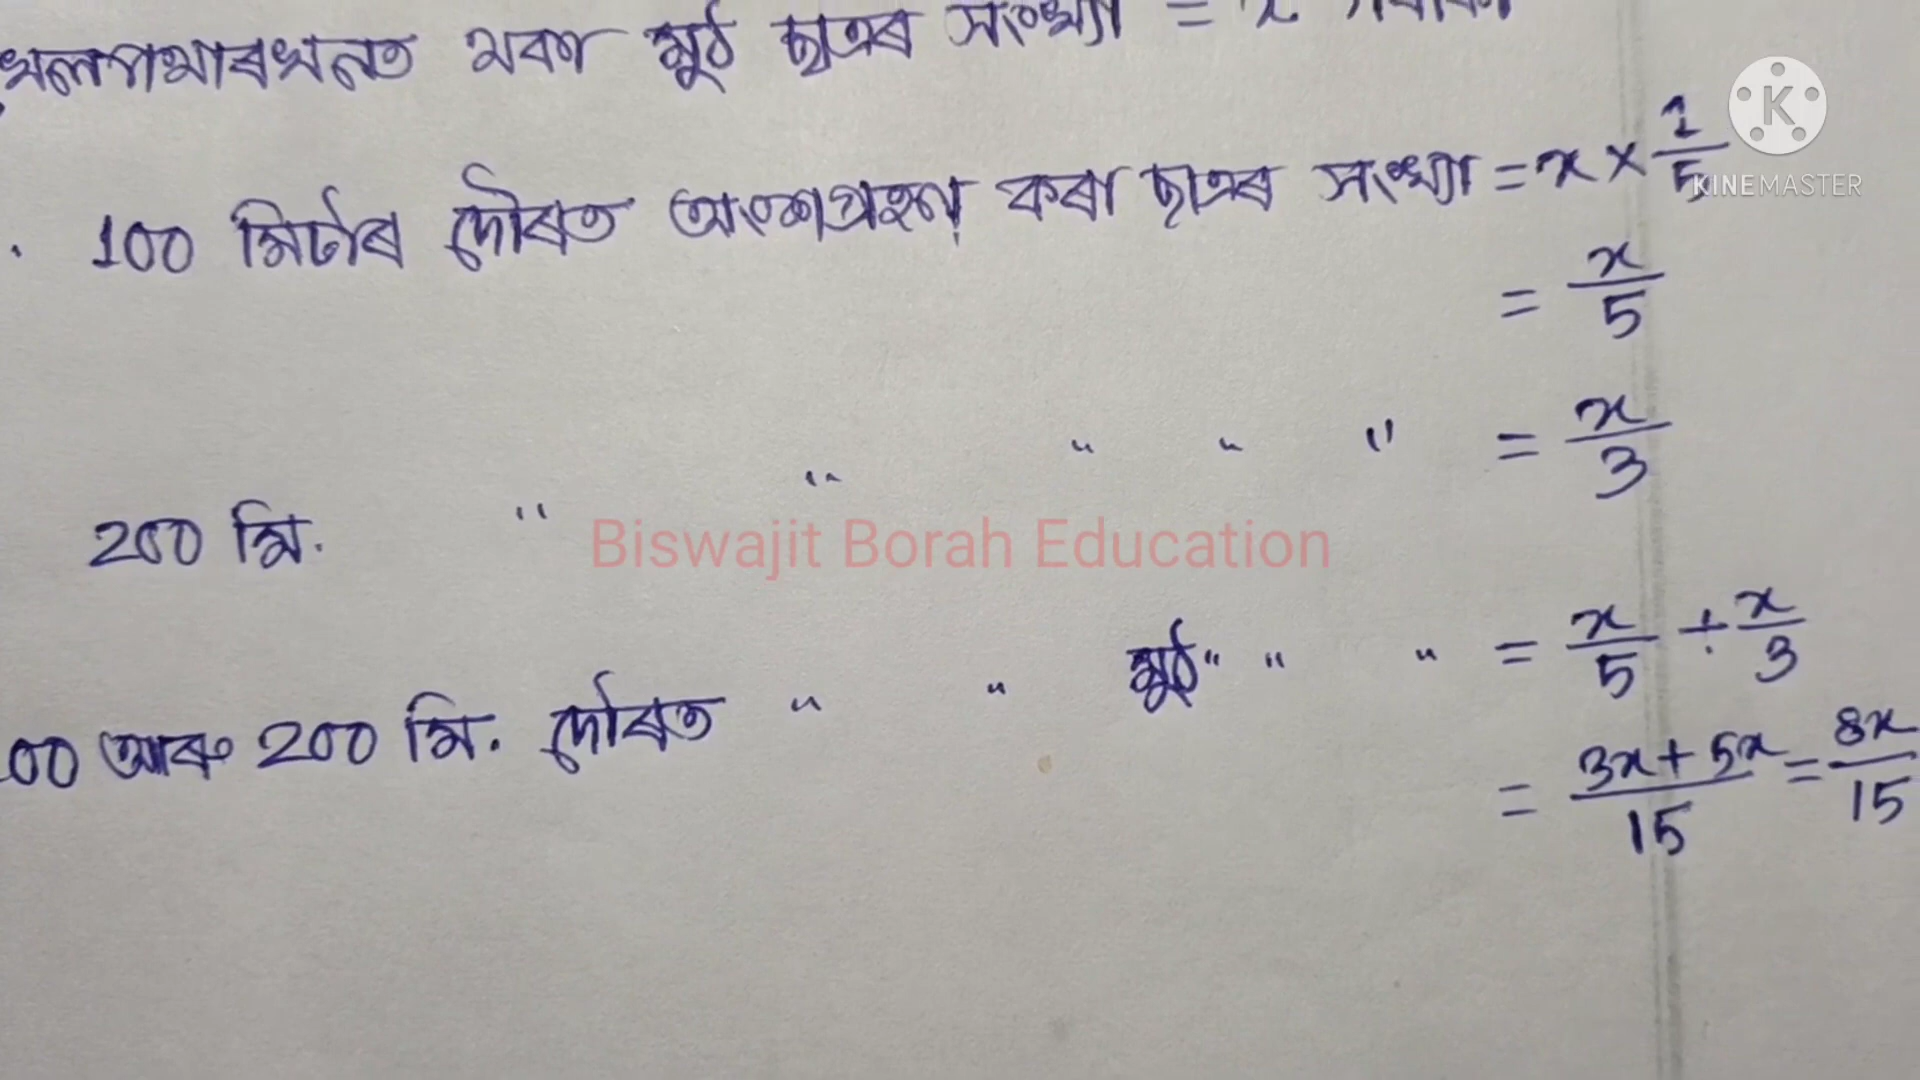 খেলপথাৰখনত থকা মুঠ ছাত্ৰৰ সংখ্যা = x
100 মিটাৰ দৌৰত অংশগ্ৰহণ কৰা ছাত্ৰৰ সংখ্যা = x × 1/5
= x/5
200 মি. " " " " " = x/3
00 আৰু 200 মি. দৌৰত " " মুঠ " " " = x/5 + x/3
= 3x + 5x/15 = 8x/15
KINEMASTER
Biswajit Borah Education